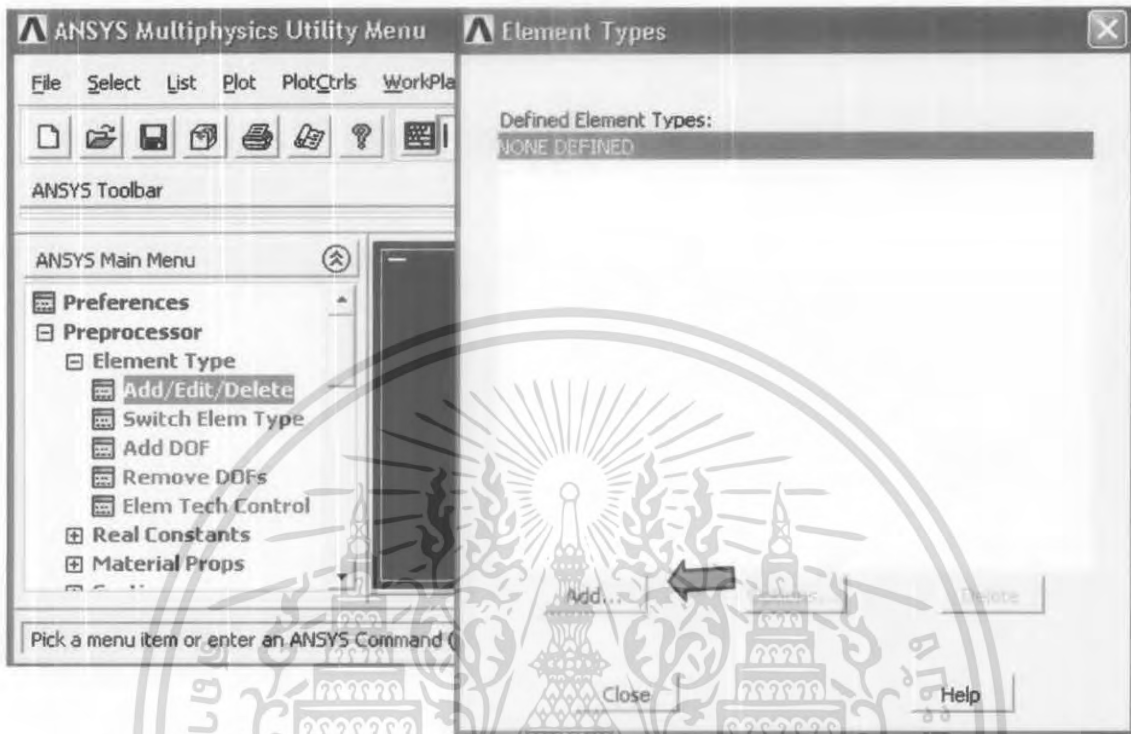 ANSYS Multiphysics Utility Menu
File Select List Plot PlotCtrls WorkPla
ANSYS Toolbar
ANSYS Main Menu
Preferences
Preprocessor
Element Type
Add/Edit/Delete
Switch Elem Type
Add DOF
Remove DOFs
Elem Tech Control
Real Constants
Material Props
Pick a menu item or enter an ANSYS Command (
Element Types
Defined Element Types:
NONE DEFINED
Add...
Delete
Close
Help